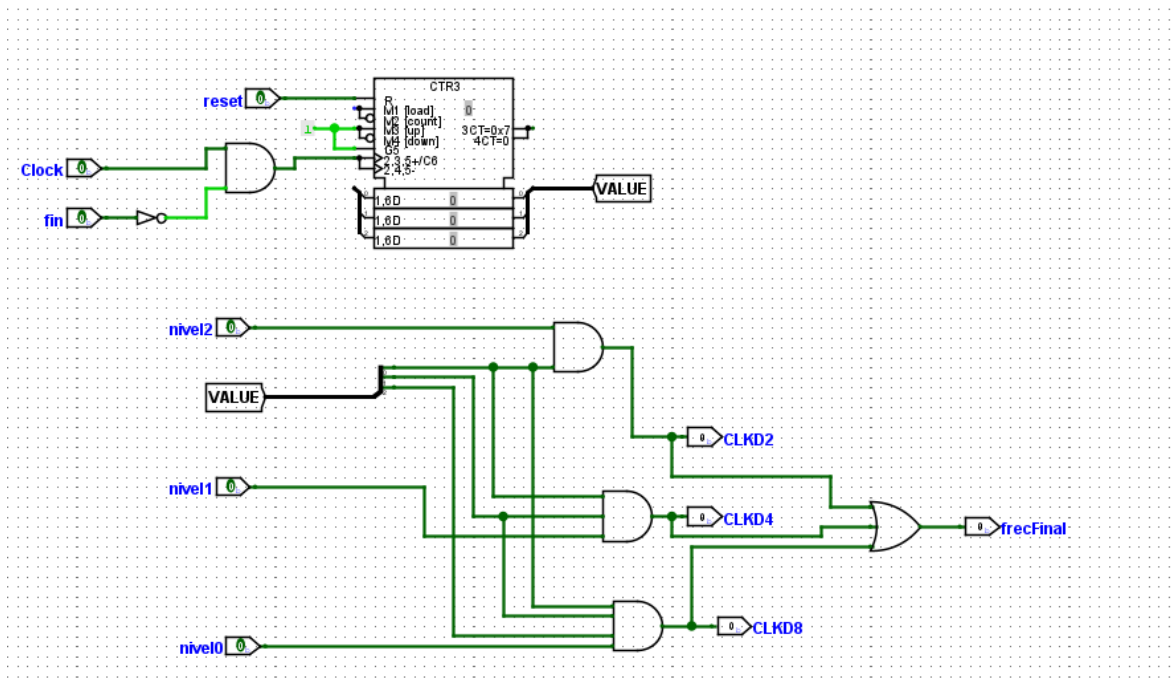 CTR3
reset 0
R
M1 [load] 0
M2 [count]
1 M3 [up] 3CT=0x7
M4 [down] 4CT=0
G5
Clock 0 2,3,5+/C6
2,4,5-
VALUE
1,6D 0
fin 0 1,6D 0
1,6D 0
nivel2 0
VALUE
0 CLKD2
nivel1 0
0 CLKD4
0 frecFinal
0 CLKD8
nivel0 0